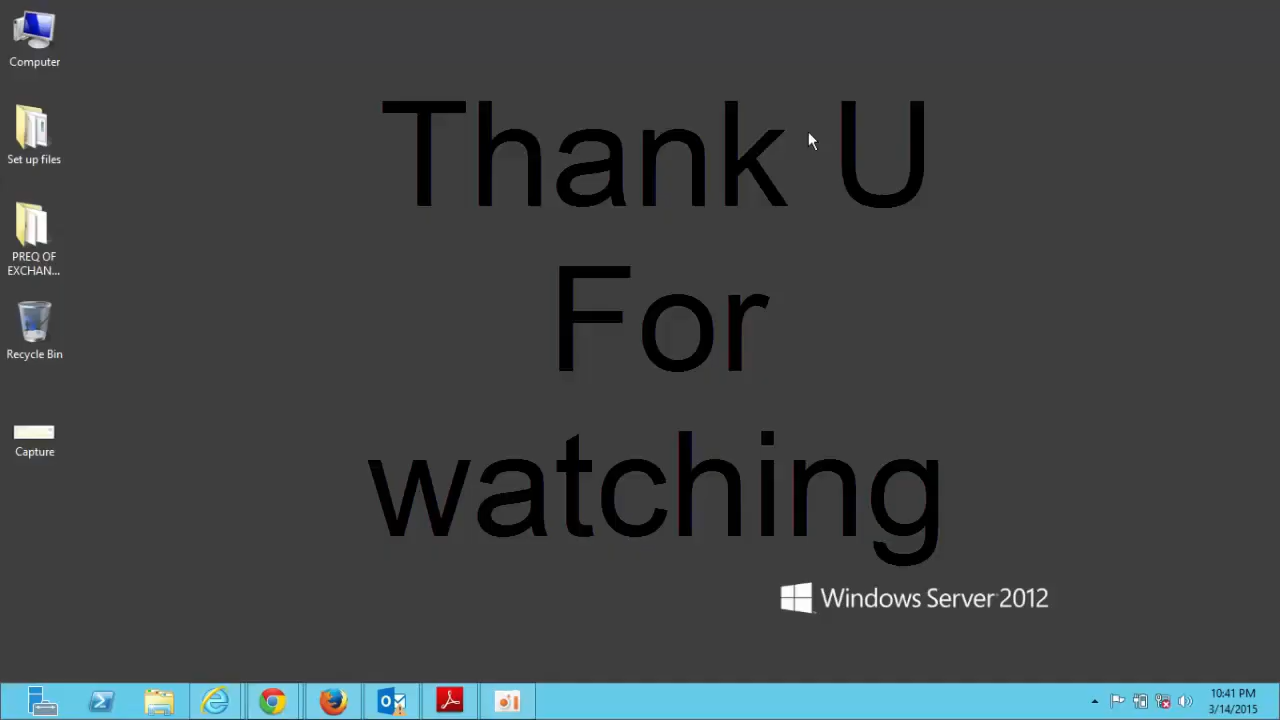 Computer
Set up files
PREQ OF
EXCHAN...
Recycle Bin
Capture
Thank U
For
watching
Windows Server 2012
10:41 PM
3/14/2015